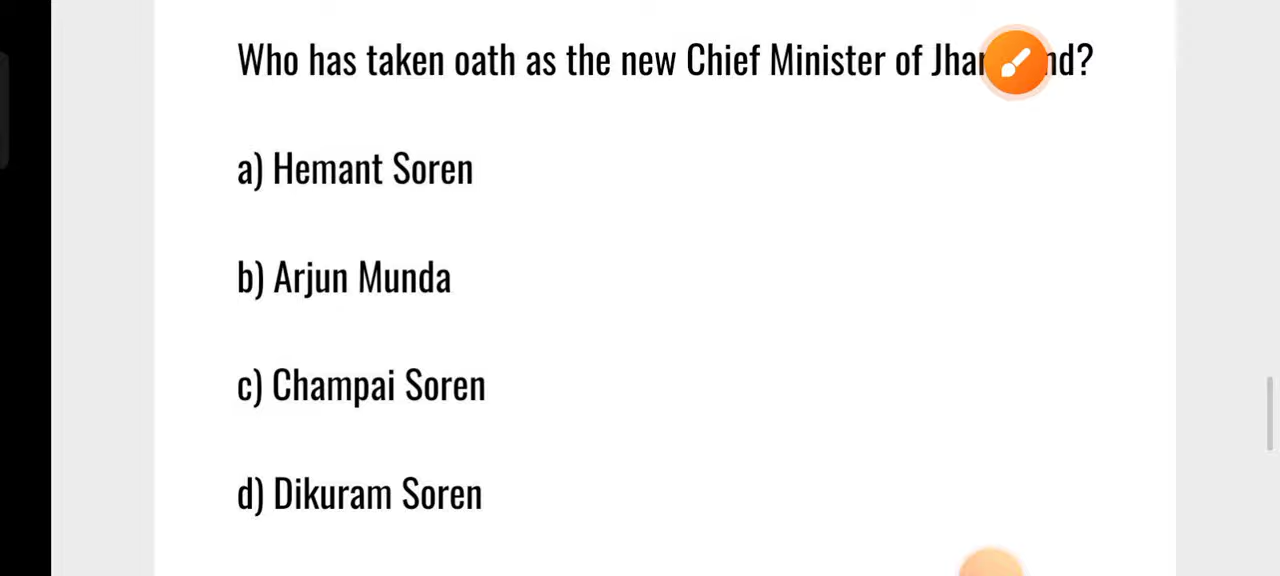 Who has taken oath as the new Chief Minister of
a) Hemant Soren
b) Arjun Munda
c) Champai Soren
d) Dikuram Soren